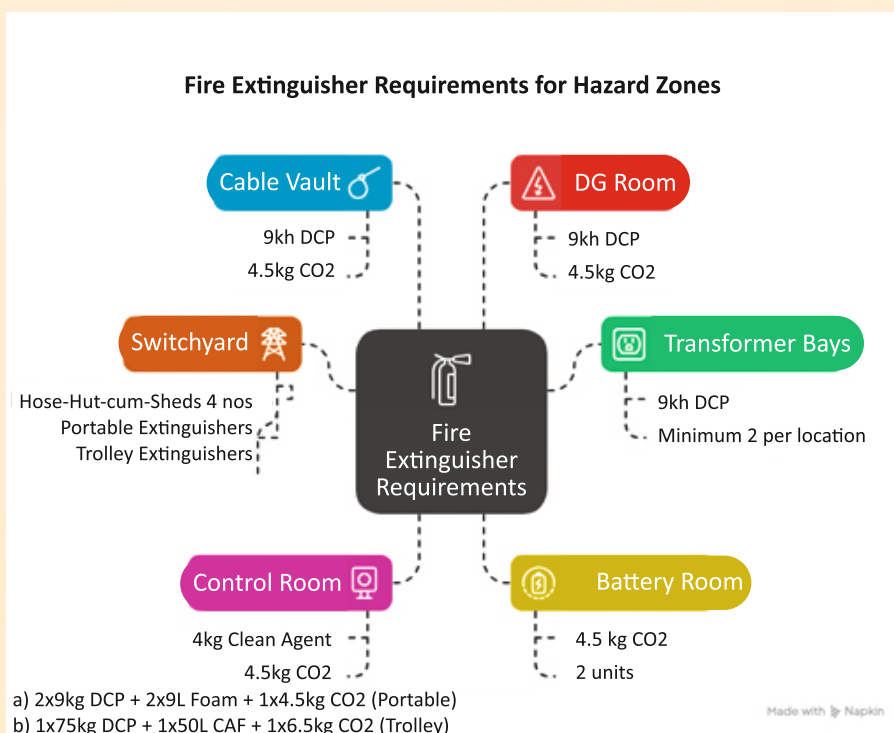 Fire Extinguisher Requirements for Hazard Zones
Cable Vault
9kh DCP
4.5kg CO2
DG Room
9kh DCP
4.5kg CO2
Switchyard
Hose-Hut-cum-Sheds 4 nos
Portable Extinguishers
Trolley Extinguishers
Fire
Extinguisher
Requirements
Transformer Bays
9kh DCP
Minimum 2 per location
Control Room
4kg Clean Agent
4.5kg CO2
Battery Room
4.5 kg CO2
2 units
a) 2x9kg DCP + 2x9L Foam + 1x4.5kg CO2 (Portable)
b) 1x75kg DCP + 1x50L CAF + 1x6.5kg CO2 (Trolley)
Made with Napkin